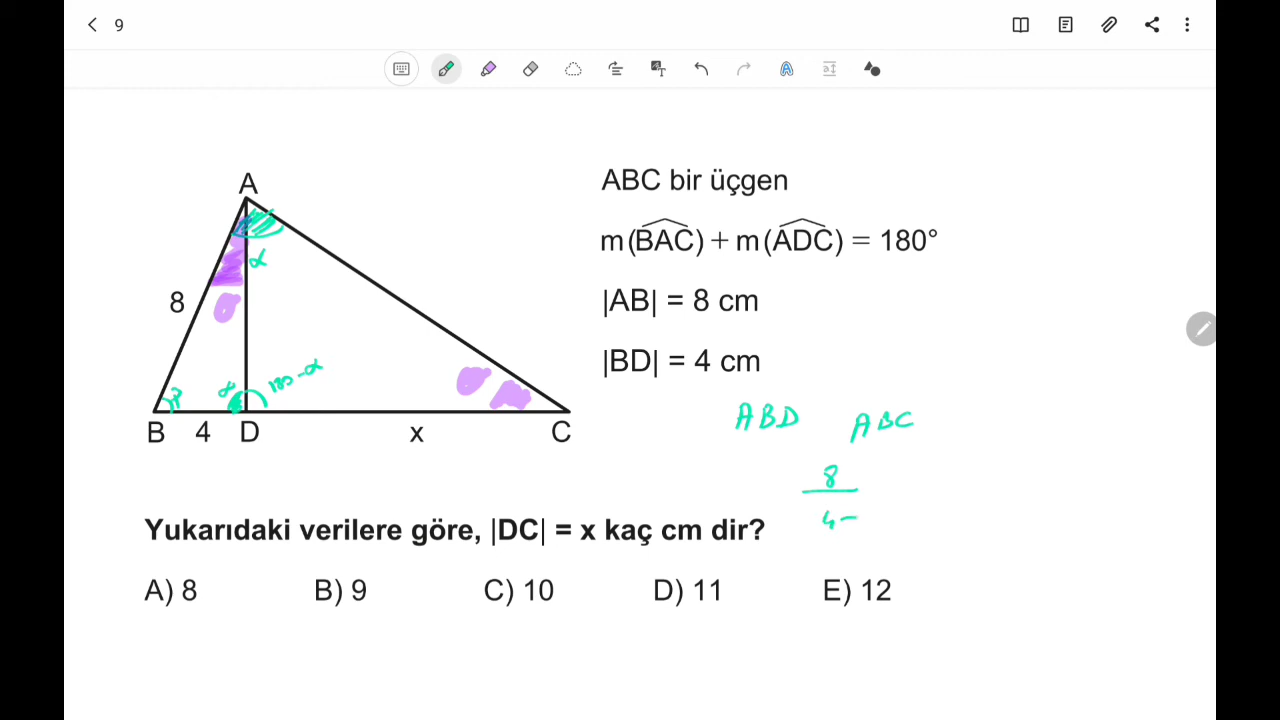 9
ABC bir üçgen
m(BAC) + m(ADC) = 180°
|AB| = 8 cm
|BD| = 4 cm
A
α
8
α 180-α
B 4 D x C
ABD ABC
8
4
Yukarıdaki verilere göre, |DC| = x kaç cm dir?
A) 8 B) 9 C) 10 D) 11 E) 12